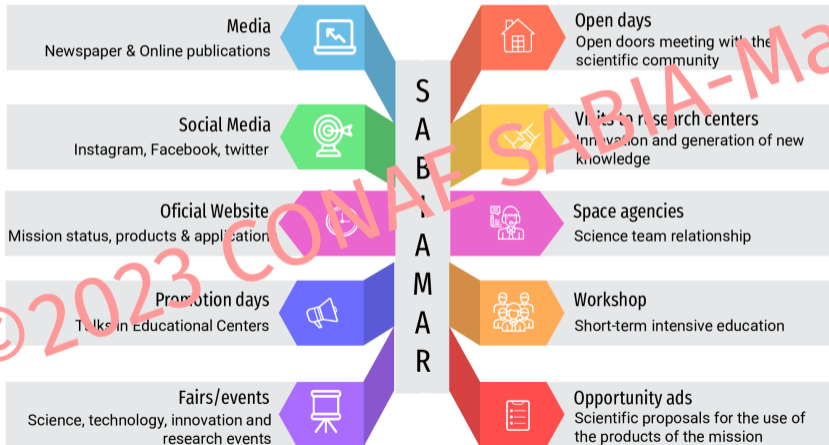 Media
Newspaper & Online publications
Social Media
Instagram, Facebook, twitter
Oficial Website
Mission status, products & application
Promotion days
Talks in Educational Centers
Fairs/events
Science, technology, innovation and
research events
S
A
B
I
A
M
A
R
Open days
Open doors meeting with the
scientific community
Visits to research centers
Innovation and generation of new
knowledge
Space agencies
Science team relationship
Workshop
Short-term intensive education
Opportunity ads
Scientific proposals for the use of
the products of the mission
©2023 CONAE SABIA-Ma